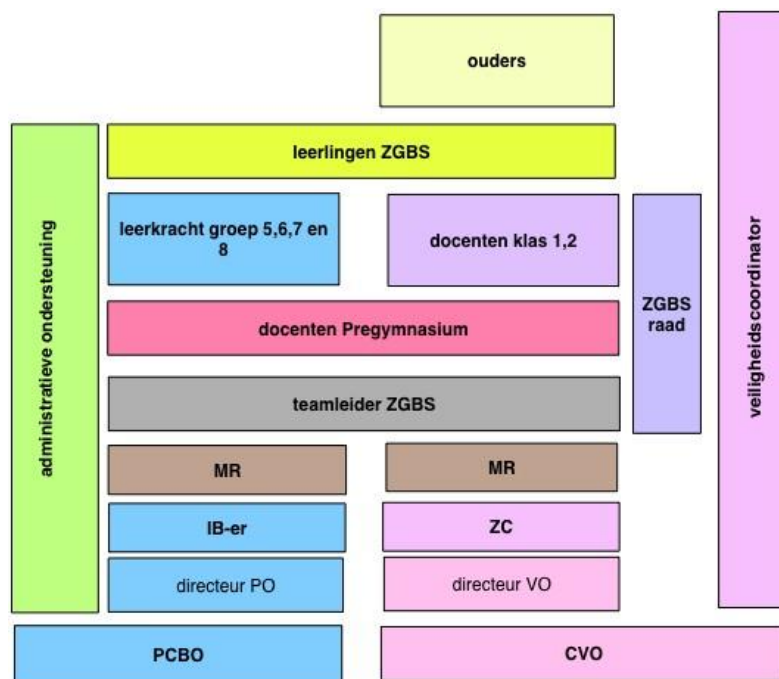 ouders
leerlingen ZGBS
administratieve ondersteuning
leerkracht groep 5,6,7 en
8
docenten klas 1,2
ZGBS
raad
veiligheidscoordinator
docenten Pregymnasium
teamleider ZGBS
MR
MR
IB-er
ZC
directeur PO
directeur VO
PCBO
CVO